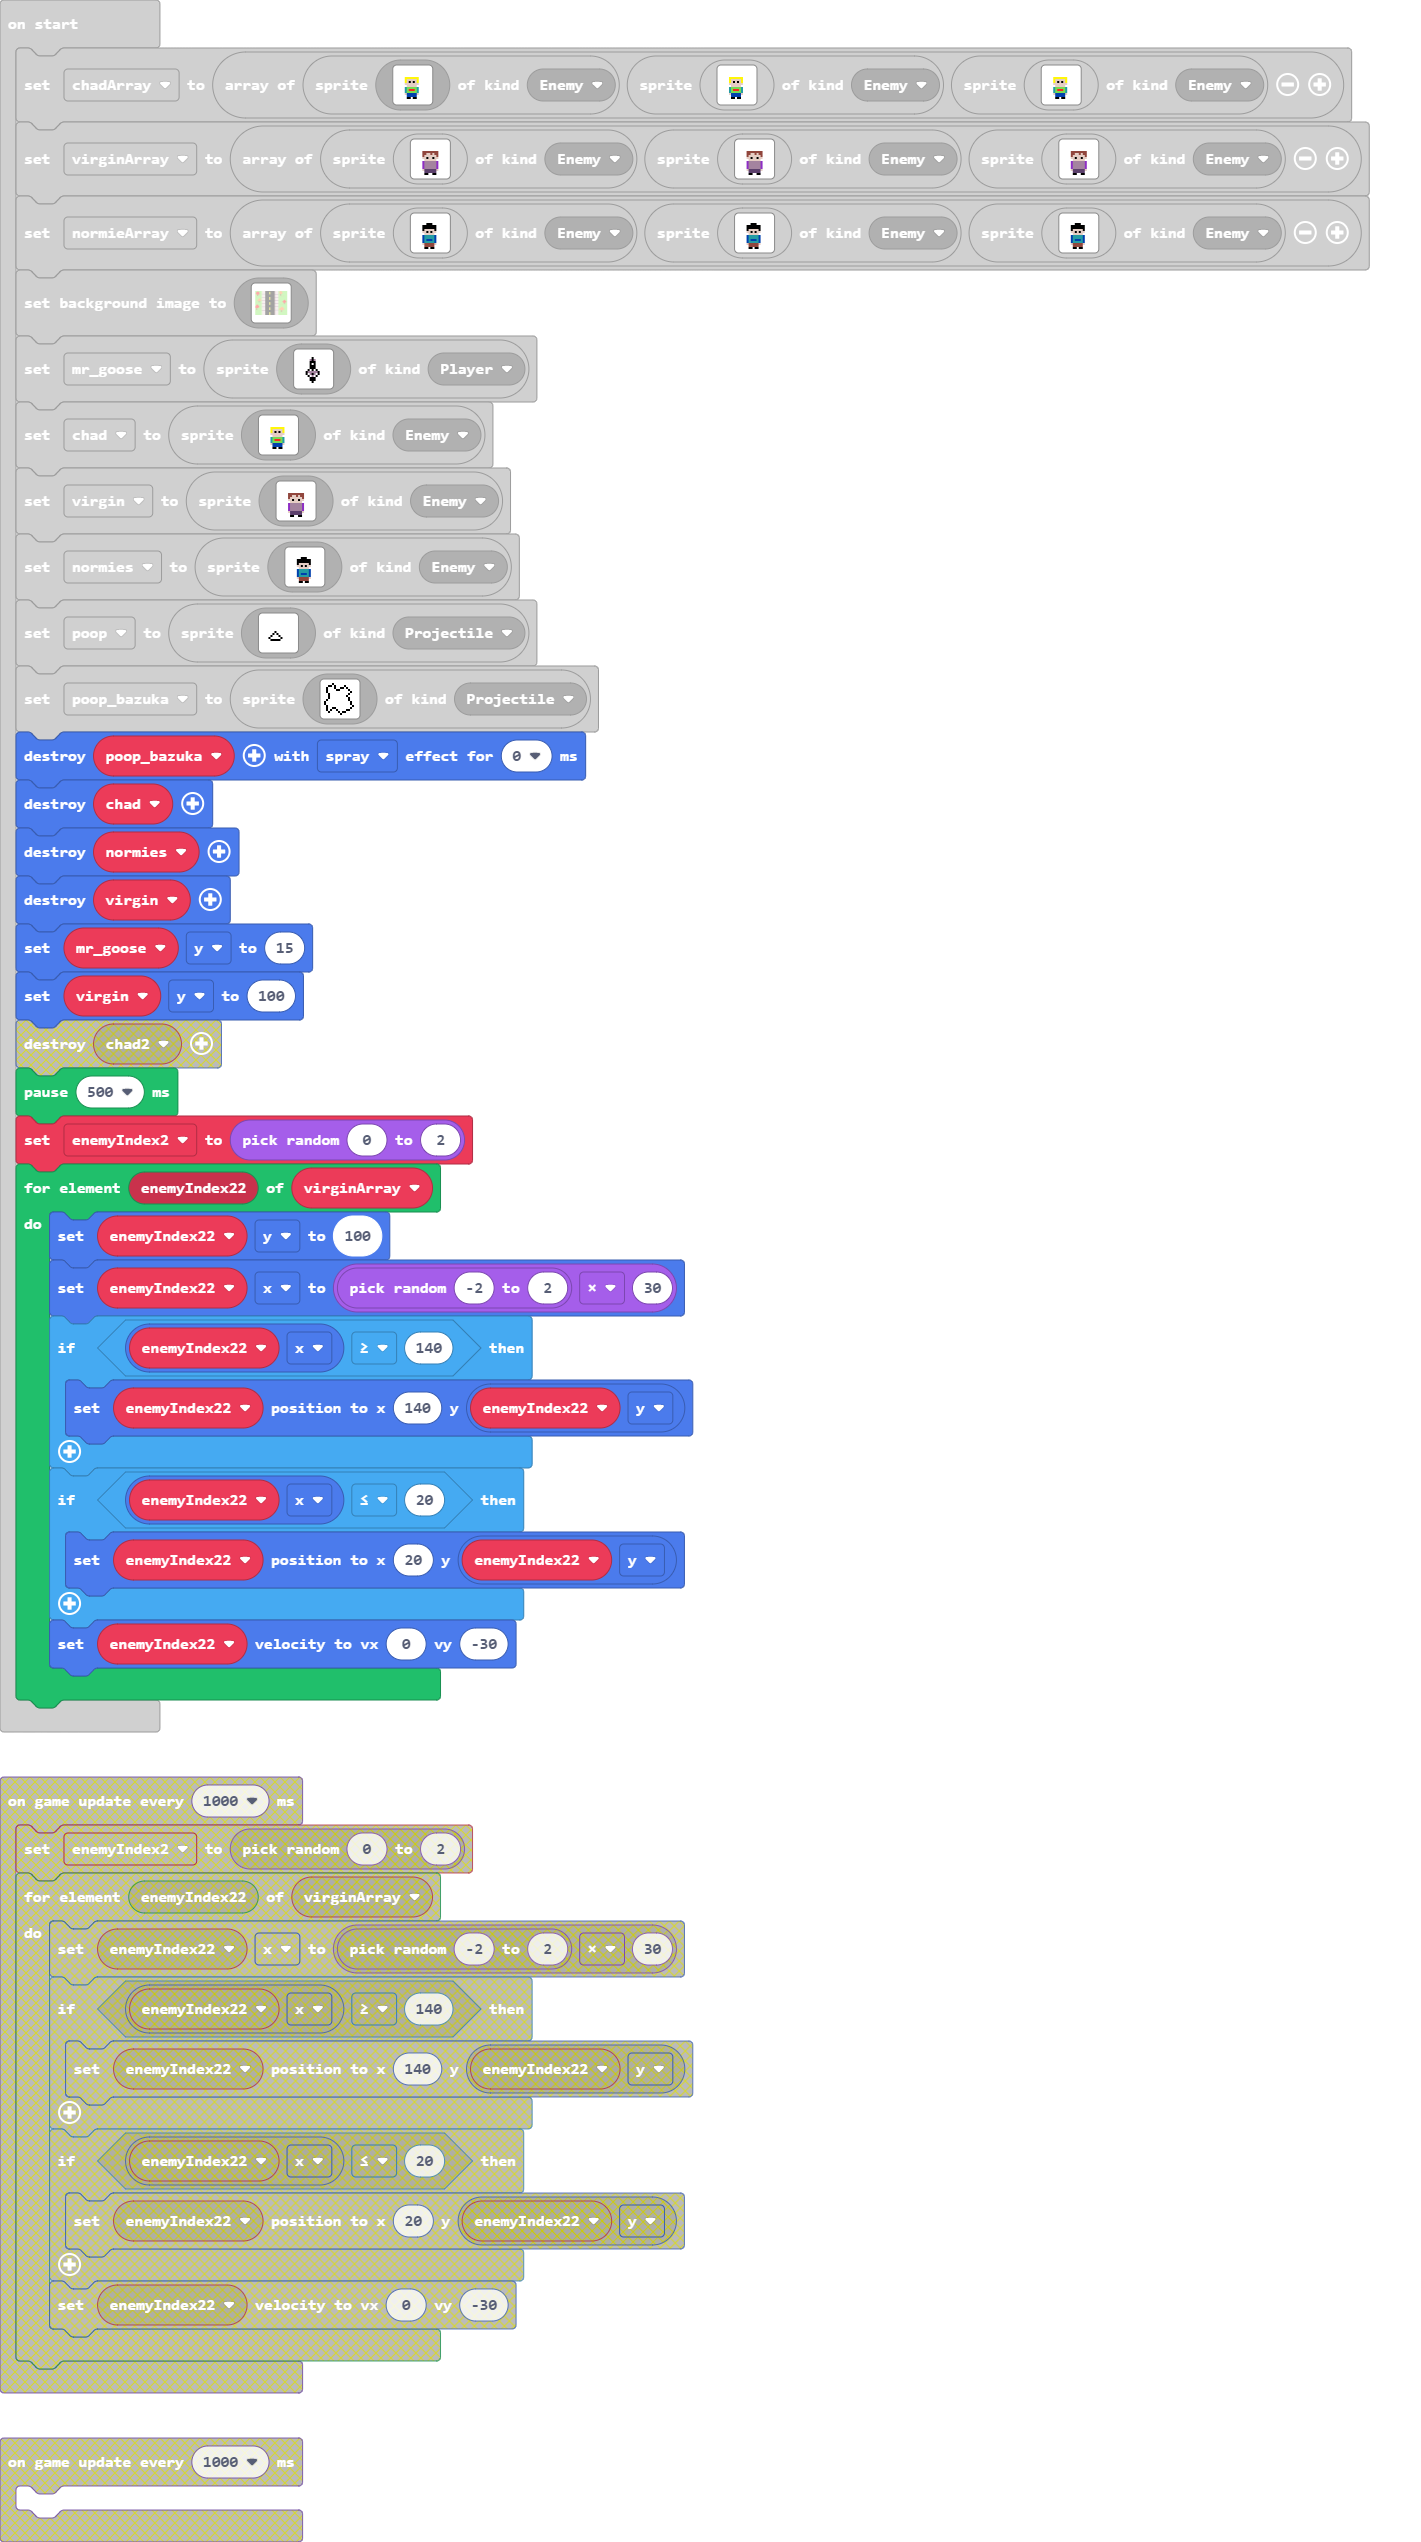 on start
set chadArray to array of sprite of kind Enemy sprite of kind Enemy sprite of kind Enemy
set virginArray to array of sprite of kind Enemy sprite of kind Enemy sprite of kind Enemy
set normieArray to array of sprite of kind Enemy sprite of kind Enemy sprite of kind Enemy
set background image to
set mr_goose to sprite of kind Player
set chad to sprite of kind Enemy
set virgin to sprite of kind Enemy
set normies to sprite of kind Enemy
set poop to sprite of kind Projectile
set poop_bazuka to sprite of kind Projectile
destroy poop_bazuka with spray effect for 0 ms
destroy chad
destroy normies
destroy virgin
set mr_goose y to 15
set virgin y to 100
destroy chad2
pause 500 ms
set enemyIndex2 to pick random 0 to 2
for element enemyIndex22 of virginArray
do
set enemyIndex22 y to 100
set enemyIndex22 x to pick random -2 to 2 × 30
if enemyIndex22 x ≥ 140 then
set enemyIndex22 position to x 140 y enemyIndex22 y
if enemyIndex22 x ≤ 20 then
set enemyIndex22 position to x 20 y enemyIndex22 y
set enemyIndex22 velocity to vx 0 vy -30
on game update every 1000 ms
set enemyIndex2 to pick random 0 to 2
for element enemyIndex22 of virginArray
do
set enemyIndex22 x to pick random -2 to 2 × 30
if enemyIndex22 x ≥ 140 then
set enemyIndex22 position to x 140 y enemyIndex22 y
if enemyIndex22 x ≤ 20 then
set enemyIndex22 position to x 20 y enemyIndex22 y
set enemyIndex22 velocity to vx 0 vy -30
on game update every 1000 ms